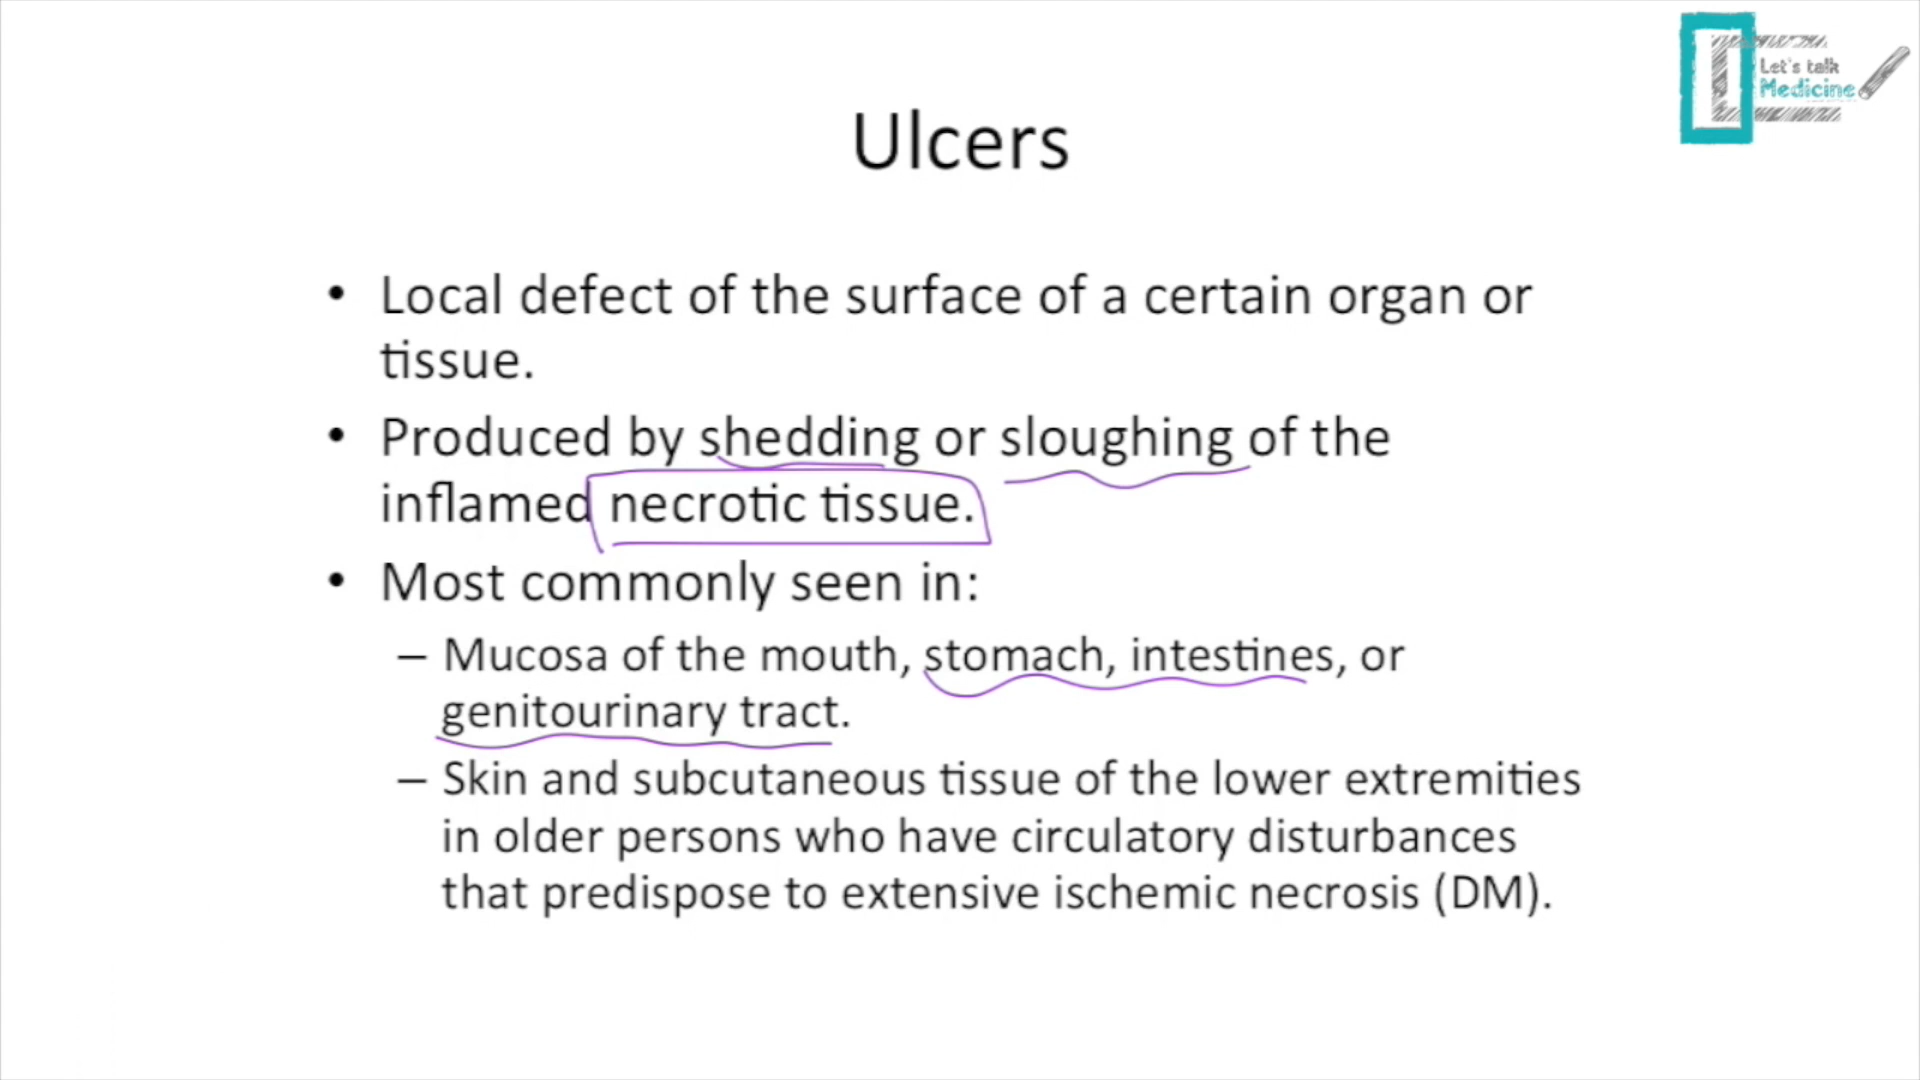 Let's talk
Medicine
Ulcers
• Local defect of the surface of a certain organ or
tissue.
• Produced by shedding or sloughing of the
inflamed necrotic tissue.
• Most commonly seen in:
– Mucosa of the mouth, stomach, intestines, or
genitourinary tract.
– Skin and subcutaneous tissue of the lower extremities
in older persons who have circulatory disturbances
that predispose to extensive ischemic necrosis (DM).